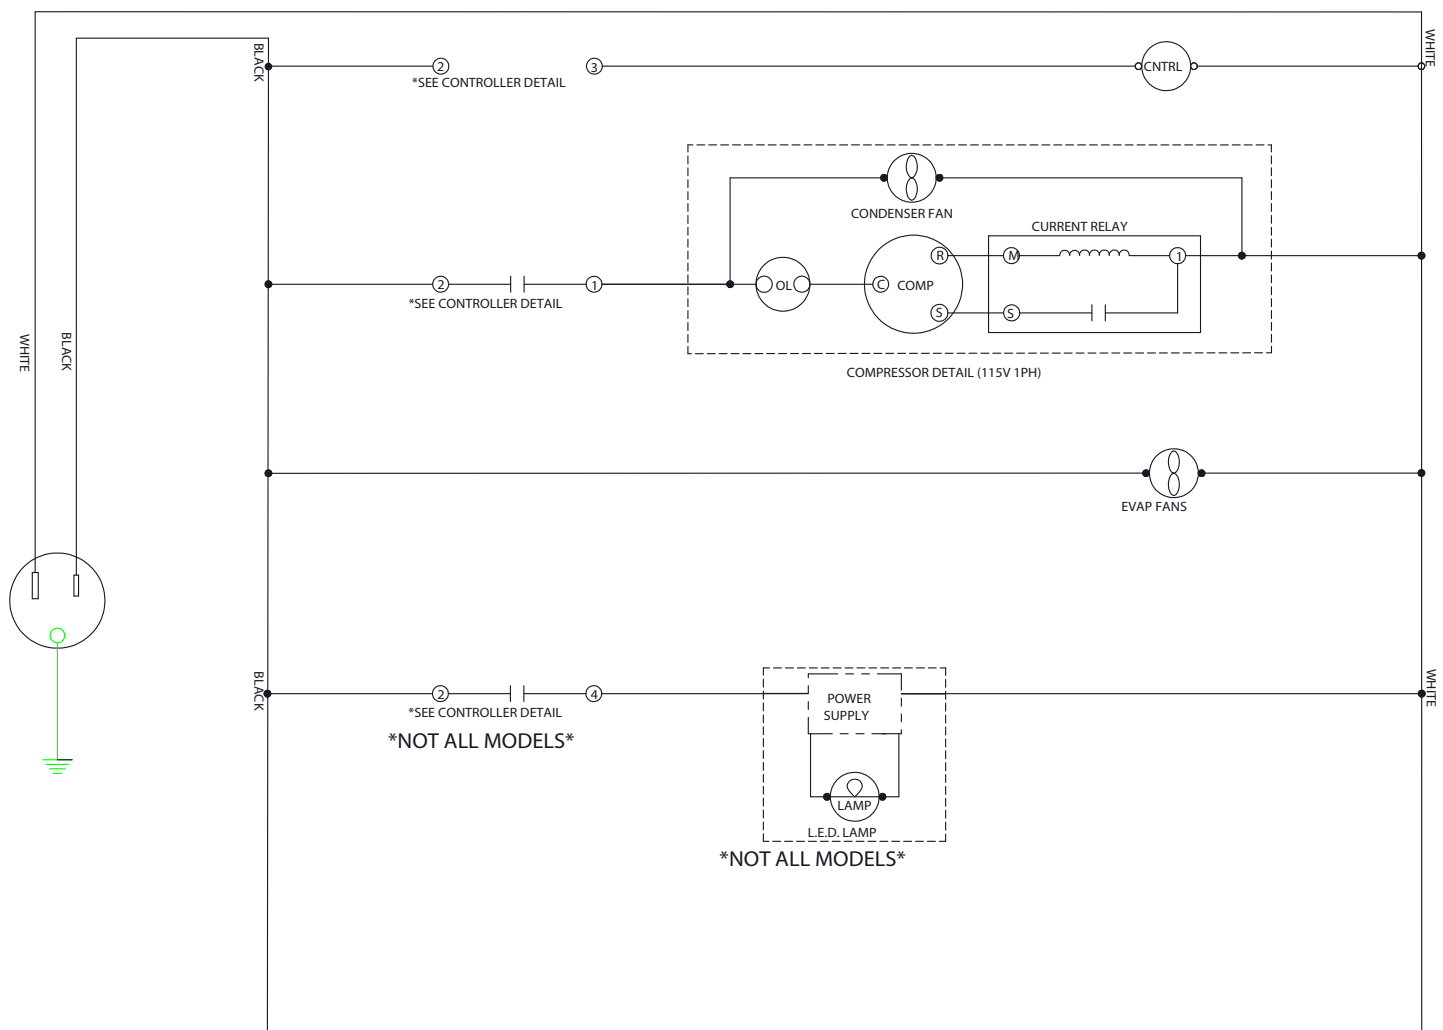 BLACK
WHITE
2
3
CNTRL
*SEE CONTROLLER DETAIL
CONDENSER FAN
CURRENT RELAY
R
M
1
2
1
OL
C
COMP
*SEE CONTROLLER DETAIL
S
S
COMPRESSOR DETAIL (115V 1PH)
WHITE
BLACK
EVAP FANS
BLACK
WHITE
2
4
POWER
SUPPLY
*SEE CONTROLLER DETAIL
*NOT ALL MODELS*
LAMP
L.E.D. LAMP
*NOT ALL MODELS*